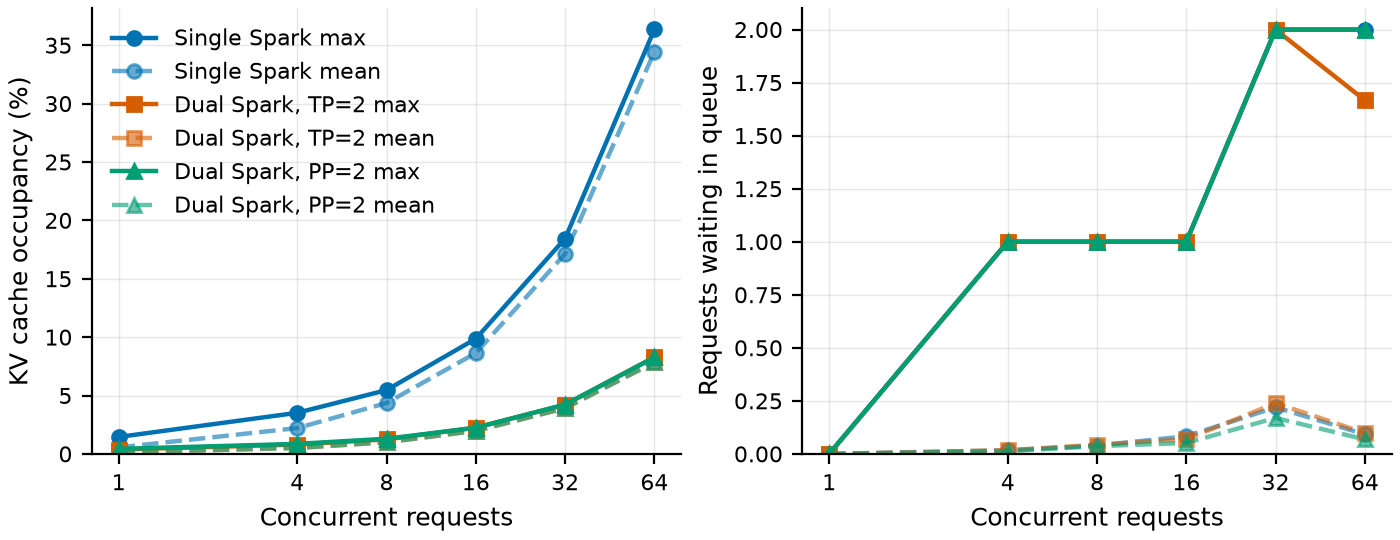 KV cache occupancy (%)
35
30
25
20
15
10
5
0
Single Spark max
Single Spark mean
Dual Spark, TP=2 max
Dual Spark, TP=2 mean
Dual Spark, PP=2 max
Dual Spark, PP=2 mean
1 4 8 16 32 64
Concurrent requests
Requests waiting in queue
2.00
1.75
1.50
1.25
1.00
0.75
0.50
0.25
0.00
1 4 8 16 32 64
Concurrent requests